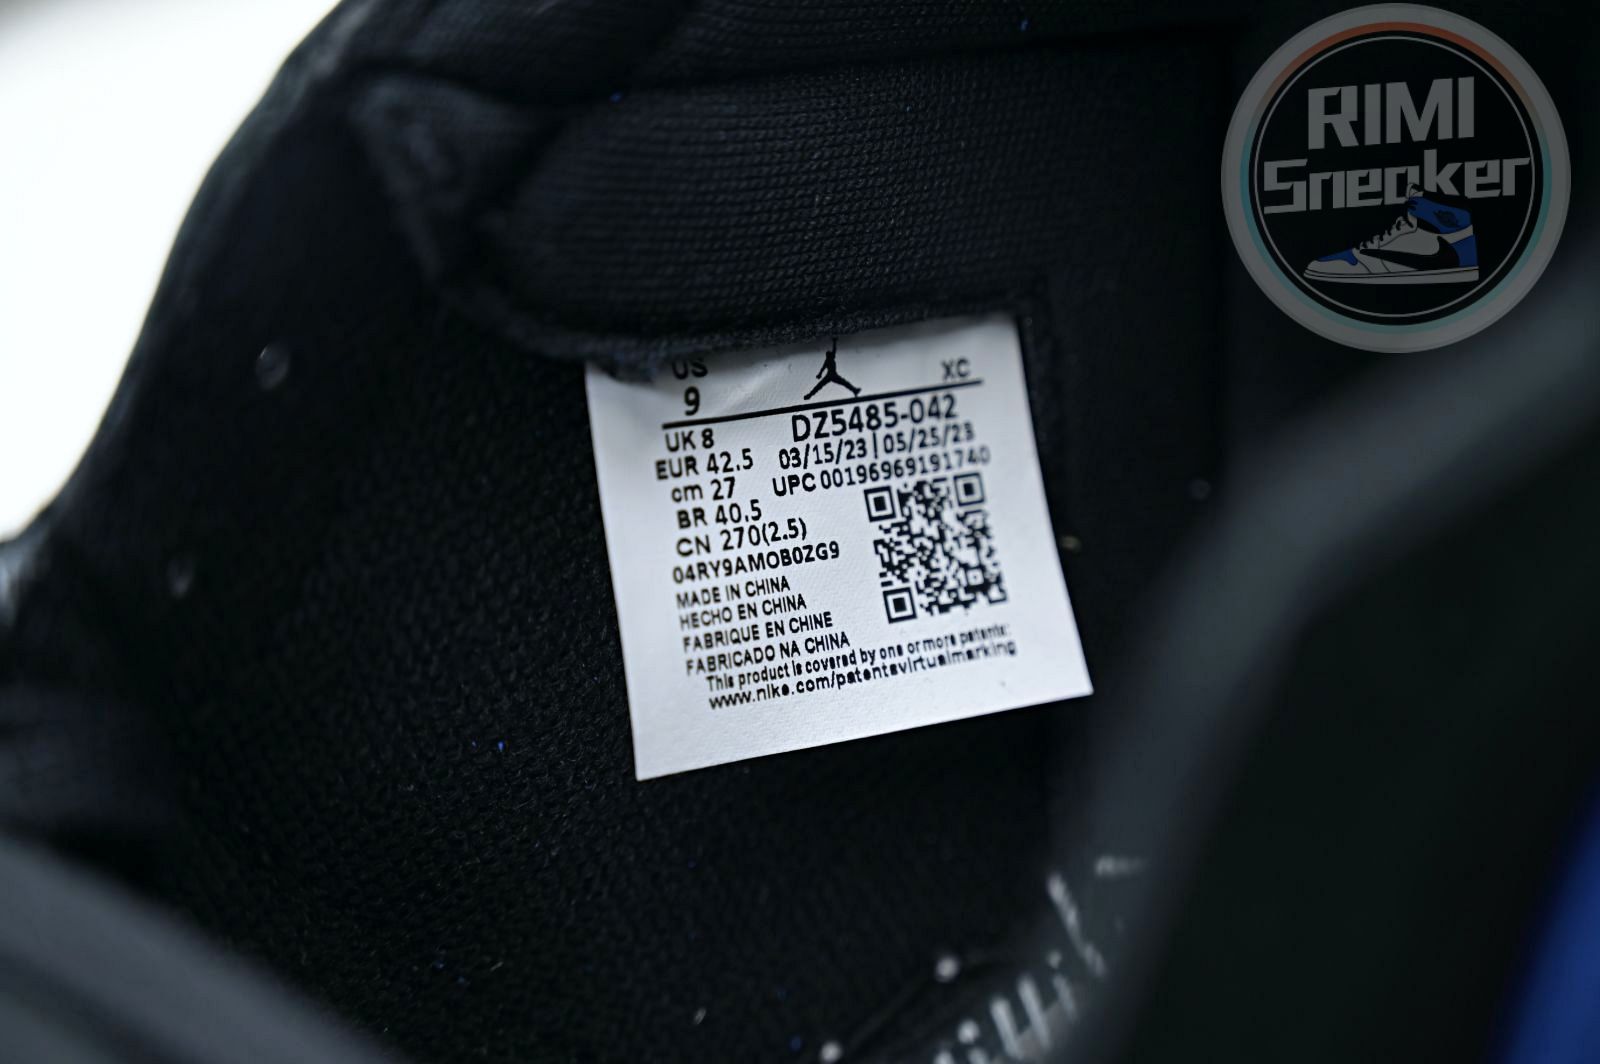 RIMI
Sneaker
US
9
XC
UK 8
DZ5485-042
EUR 42.5
03/15/23 | 05/25/23
cm 27
UPC 00196969191740
BR 40.5
CN 270(2.5)
04RY9AMOB0ZG9
MADE IN CHINA
HECHO EN CHINA
FABRIQUE EN CHINE
FABRICADO NA CHINA
This product is covered by one or more patents:
www.nike.com/patentsvirtualmarking